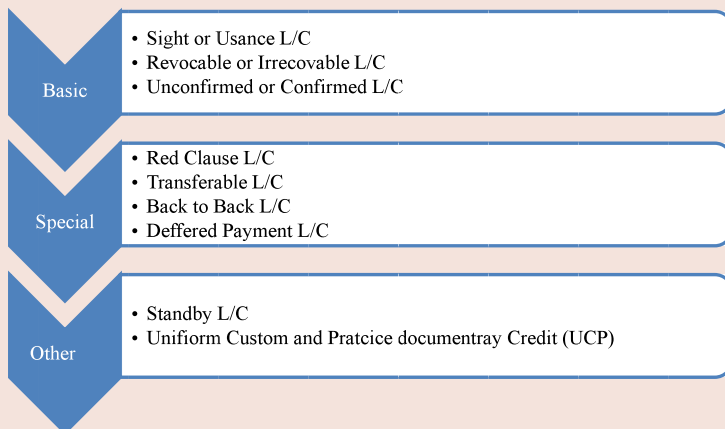 Basic
• Sight or Usance L/C
• Revocable or Irrecovable L/C
• Unconfirmed or Confirmed L/C
Special
• Red Clause L/C
• Transferable L/C
• Back to Back L/C
• Deffered Payment L/C
Other
• Standby L/C
• Unifiorm Custom and Pratcice documentray Credit (UCP)